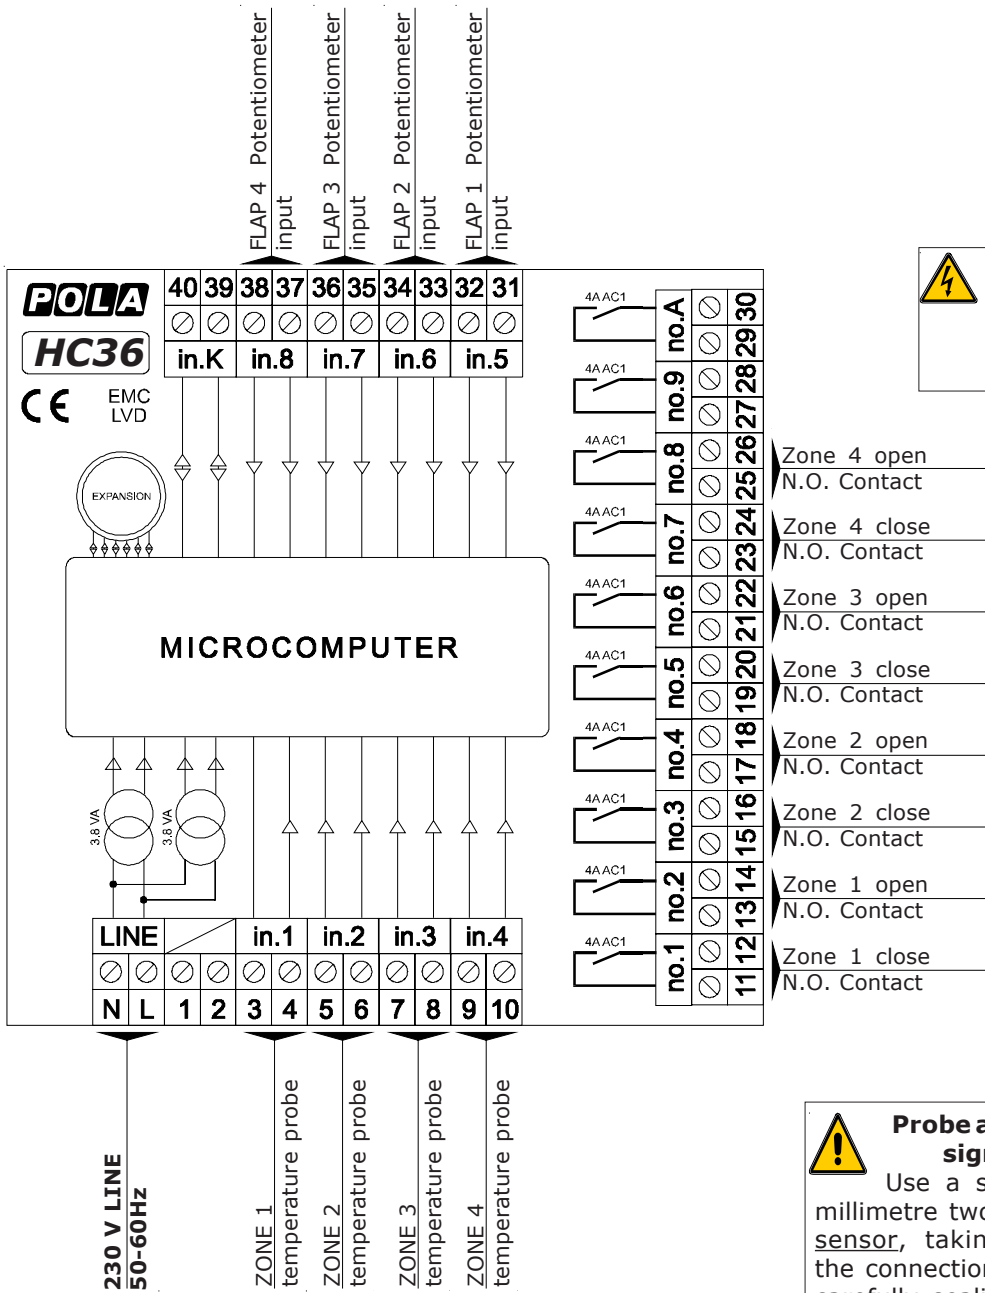 FLAP 4 Potentiometer
input
FLAP 3 Potentiometer
input
FLAP 2 Potentiometer
input
FLAP 1 Potentiometer
input
POLA
HC36
CE
EMC
LVD
40 39 38 37 36 35 34 33 32 31
in.K in.8 in.7 in.6 in.5
EXPANSION
MICROCOMPUTER
3.8 VA
3.8 VA
LINE in.1 in.2 in.3 in.4
N L 1 2 3 4 5 6 7 8 9 10
230 V LINE
50-60Hz
ZONE 1
temperature probe
ZONE 2
temperature probe
ZONE 3
temperature probe
ZONE 4
temperature probe
4A AC1
no.A
30
29
4A AC1
no.9
28
27
4A AC1
no.8
26
25
Zone 4 open
N.O. Contact
4A AC1
no.7
24
23
Zone 4 close
N.O. Contact
4A AC1
no.6
22
21
Zone 3 open
N.O. Contact
4A AC1
no.5
20
19
Zone 3 close
N.O. Contact
4A AC1
no.4
18
17
Zone 2 open
N.O. Contact
4A AC1
no.3
16
15
Zone 2 close
N.O. Contact
4A AC1
no.2
14
13
Zone 1 open
N.O. Contact
4A AC1
no.1
12
11
Zone 1 close
N.O. Contact
Probe a
sig
Use a s
millimetre two
sensor, takin
the connection